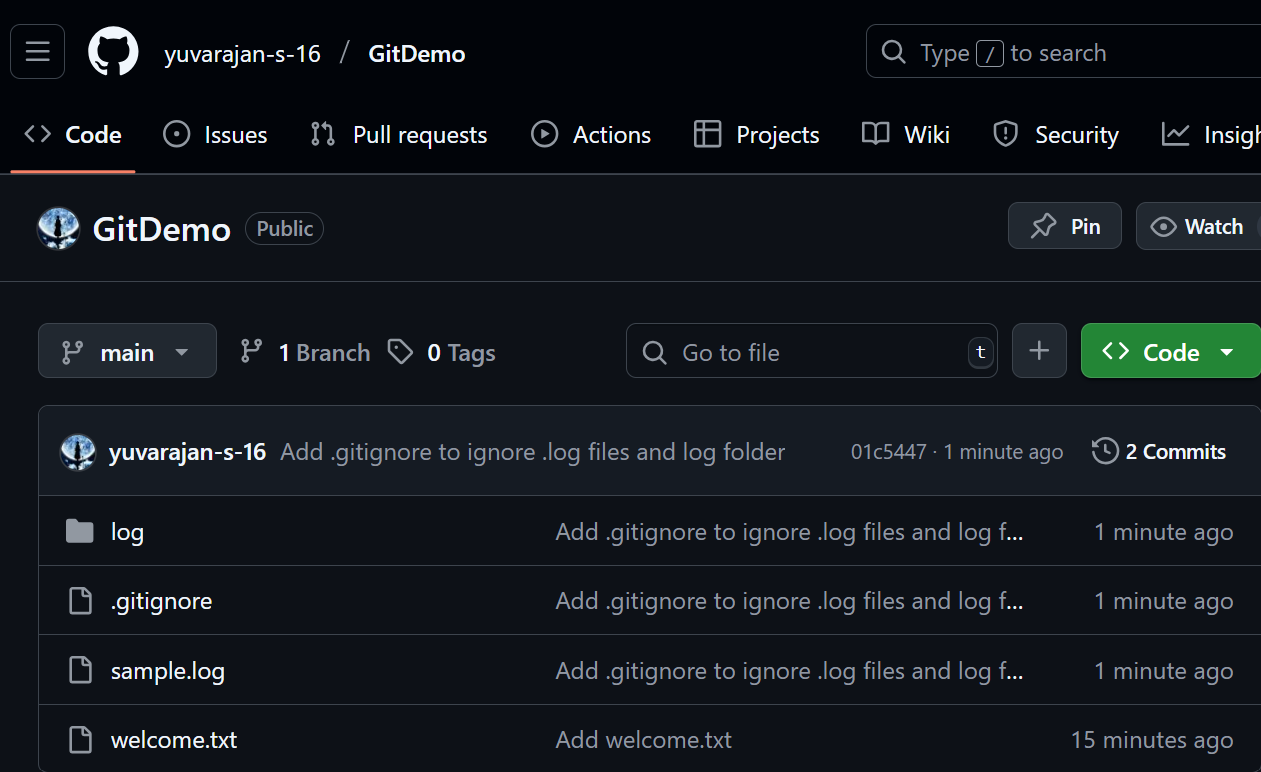 yuvarajan-s-16 / GitDemo Type / to search
Code Issues Pull requests Actions Projects Wiki Security Insigh
GitDemo Public Pin Watch
main 1 Branch 0 Tags Go to file t Code
yuvarajan-s-16 Add .gitignore to ignore .log files and log folder 01c5447 · 1 minute ago 2 Commits
log Add .gitignore to ignore .log files and log f... 1 minute ago
.gitignore Add .gitignore to ignore .log files and log f... 1 minute ago
sample.log Add .gitignore to ignore .log files and log f... 1 minute ago
welcome.txt Add welcome.txt 15 minutes ago